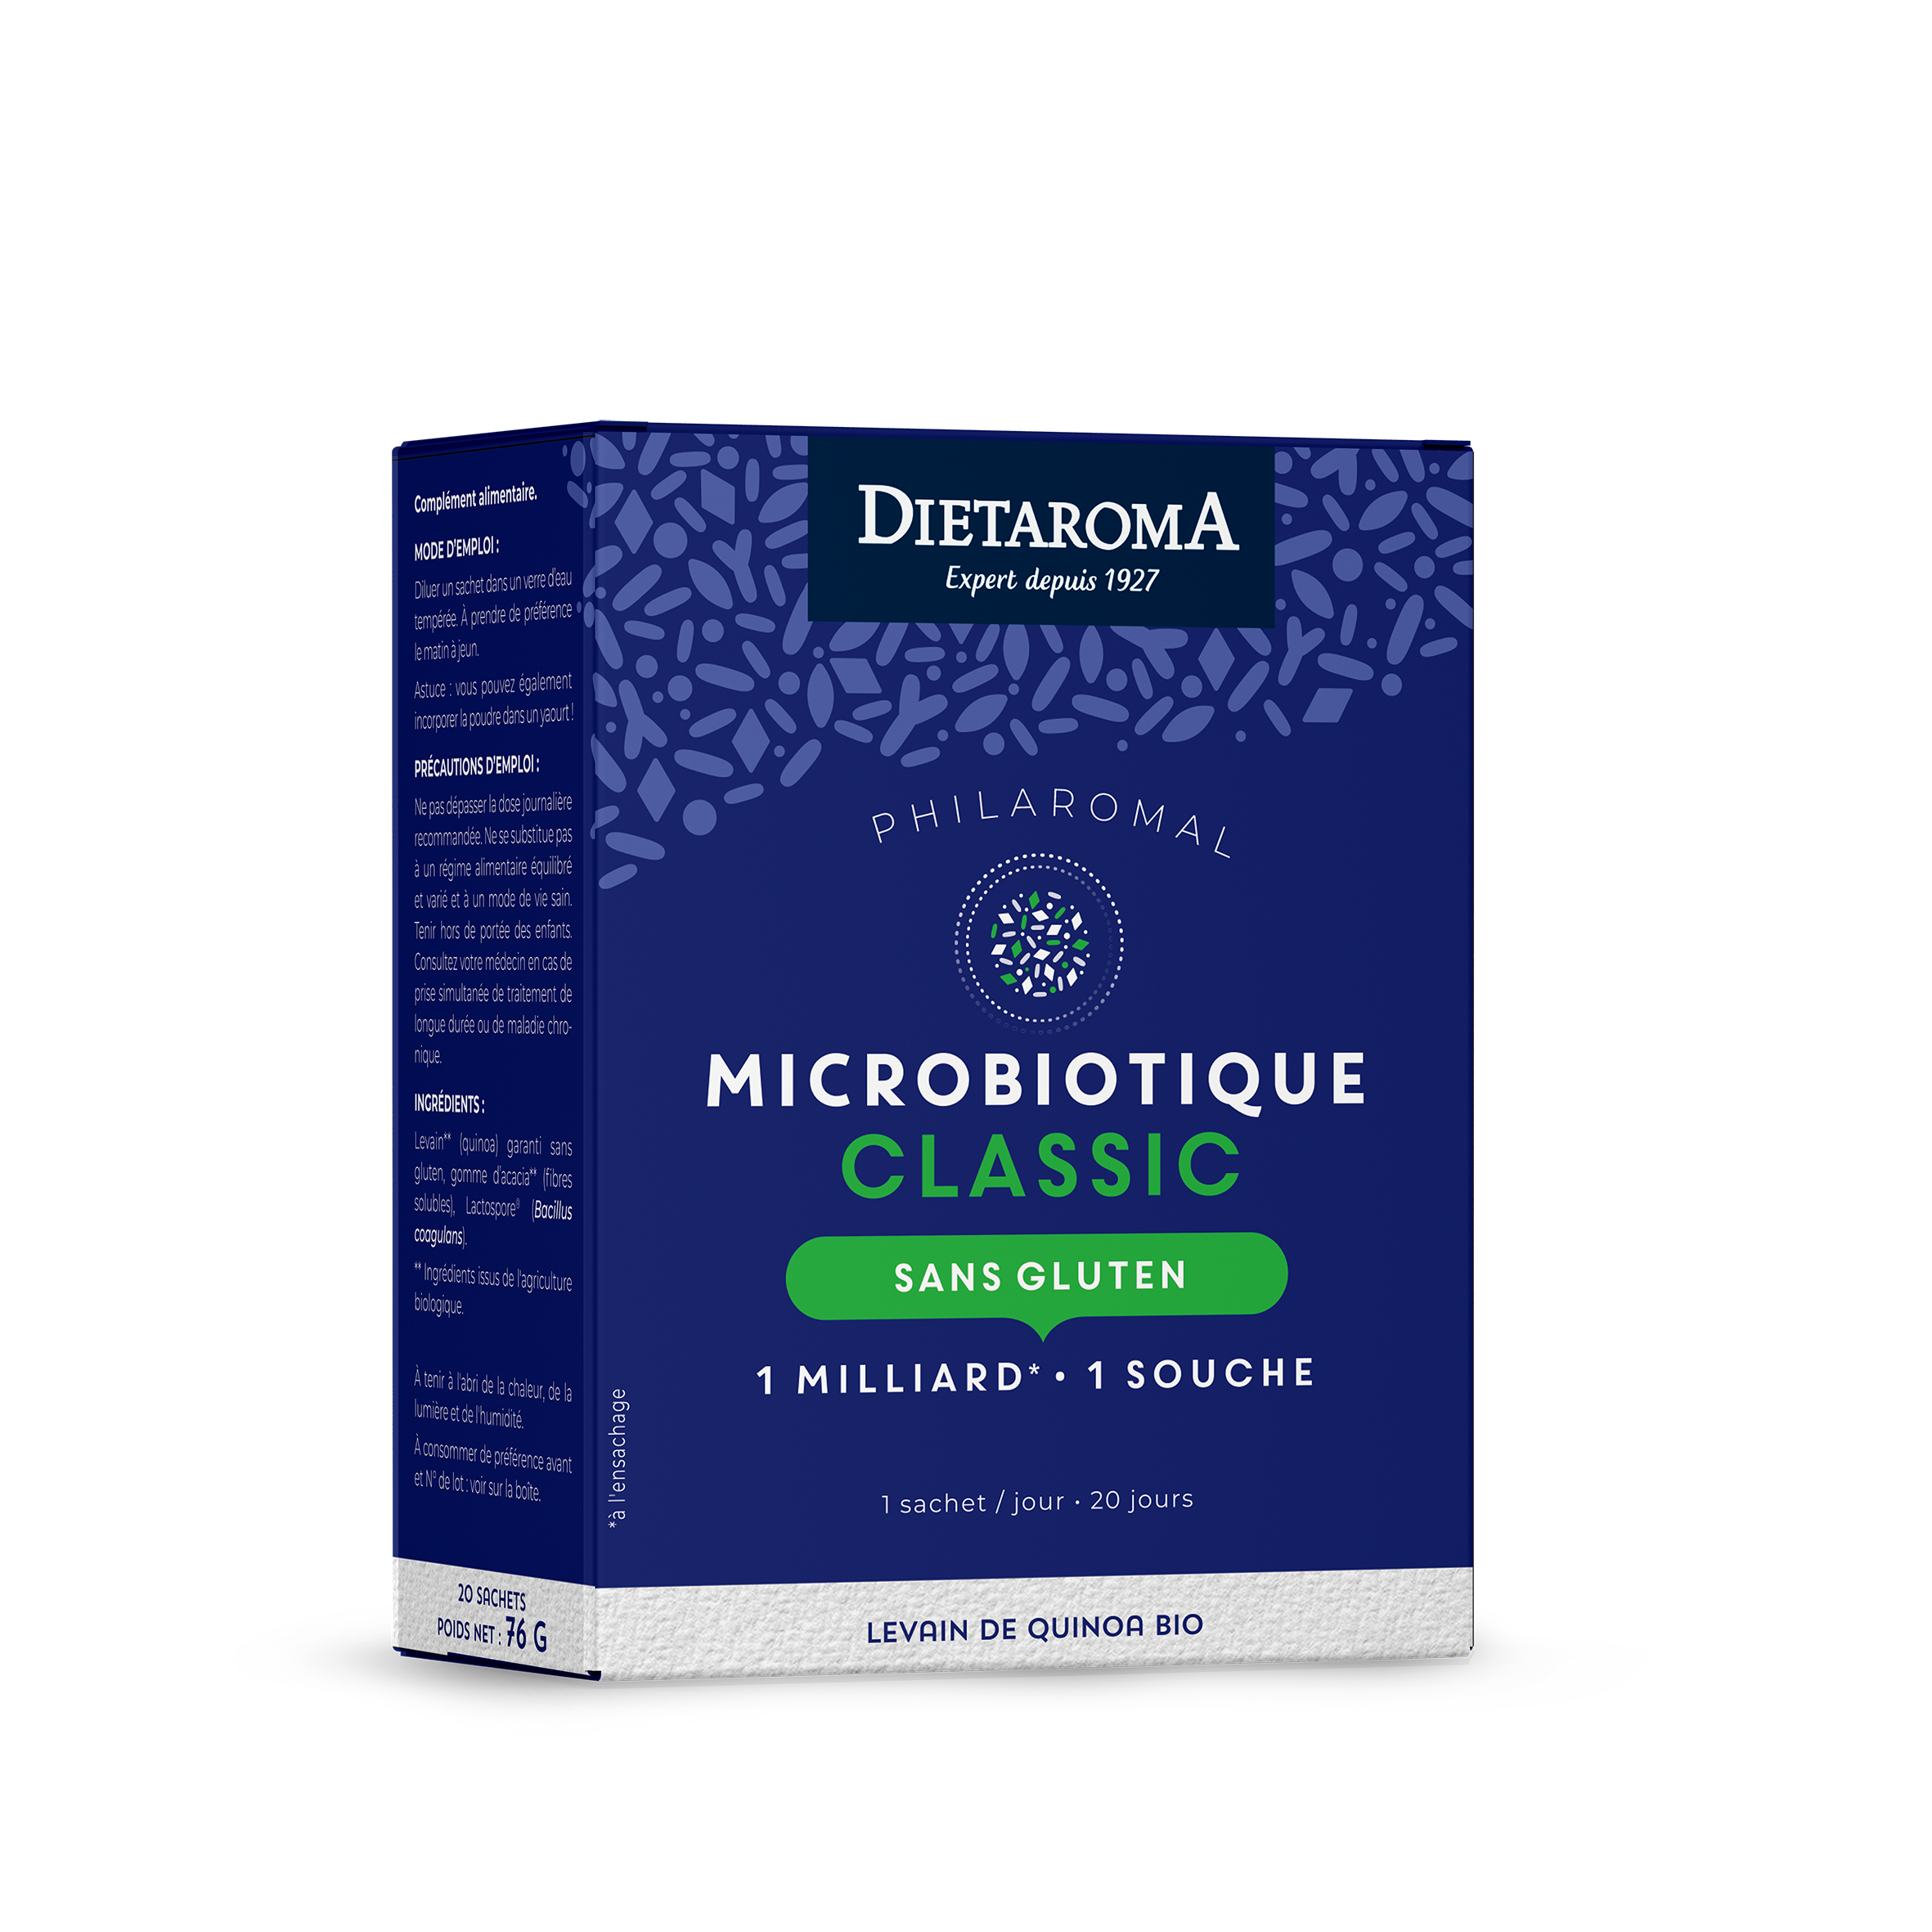 DIETAROMA
Expert depuis 1927
PHILAROMAL
MICROBIOTIQUE
CLASSIC
SANS GLUTEN
1 MILLIARD* • 1 SOUCHE
*à l'ensachage
1 sachet / jour • 20 jours
LEVAIN DE QUINOA BIO
Complément alimentaire.
MODE D'EMPLOI :
Diluer un sachet dans un verre d'eau
tempérée. À prendre de préférence
le matin à jeun.
Astuce : vous pouvez également
incorporer la poudre dans un yaourt !
PRÉCAUTIONS D'EMPLOI :
Ne pas dépasser la dose journalière
recommandée. Ne se substitue pas
à un régime alimentaire équilibré
et varié et à un mode de vie sain.
Tenir hors de portée des enfants.
Consultez votre médecin en cas de
prise simultanée de traitement de
longue durée ou de maladie chro-
nique.
INGRÉDIENTS :
Levain** (quinoa) garanti sans
gluten, gomme d'acacia** (fibres
solubles), Lactospore® (Bacillus
coagulans).
** Ingrédients issus de l'agriculture
biologique.
À tenir à l'abri de la chaleur, de la
lumière et de l'humidité.
À consommer de préférence avant
et N° de lot : voir sur la boîte.
20 SACHETS
POIDS NET : 76 G